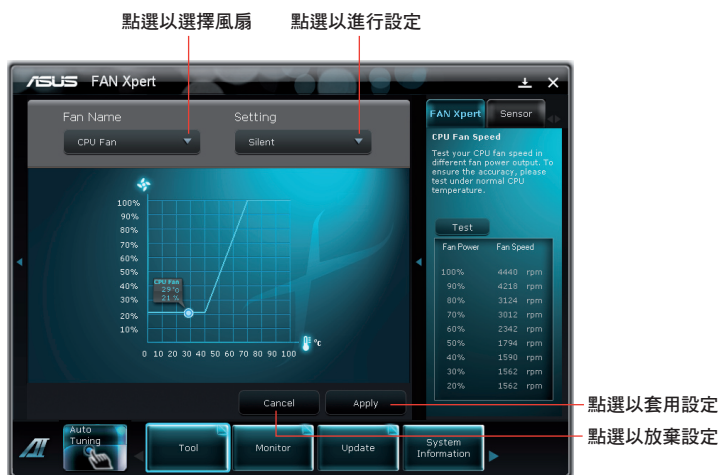 點選以選擇風扇
點選以進行設定
ASUS FAN Xpert
Fan Name
Setting
CPU Fan
Silent
100%
90%
80%
70%
60%
50%
40%
30%
20%
10%
CPU Fan
29°c
21 %
0 10 20 30 40 50 60 70 80 90 100
°c
Cancel
Apply
FAN Xpert
Sensor
CPU Fan Speed
Test your CPU fan speed in
different fan power output. To
ensure the accuracy, please
test under normal CPU
temperature.
Test
Fan Power Fan Speed
100% 4440 rpm
90% 4218 rpm
80% 3124 rpm
70% 3012 rpm
60% 2342 rpm
50% 1794 rpm
40% 1590 rpm
30% 1562 rpm
20% 1562 rpm
點選以套用設定
點選以放棄設定
Auto
Tuning
Tool
Monitor
Update
System
Information